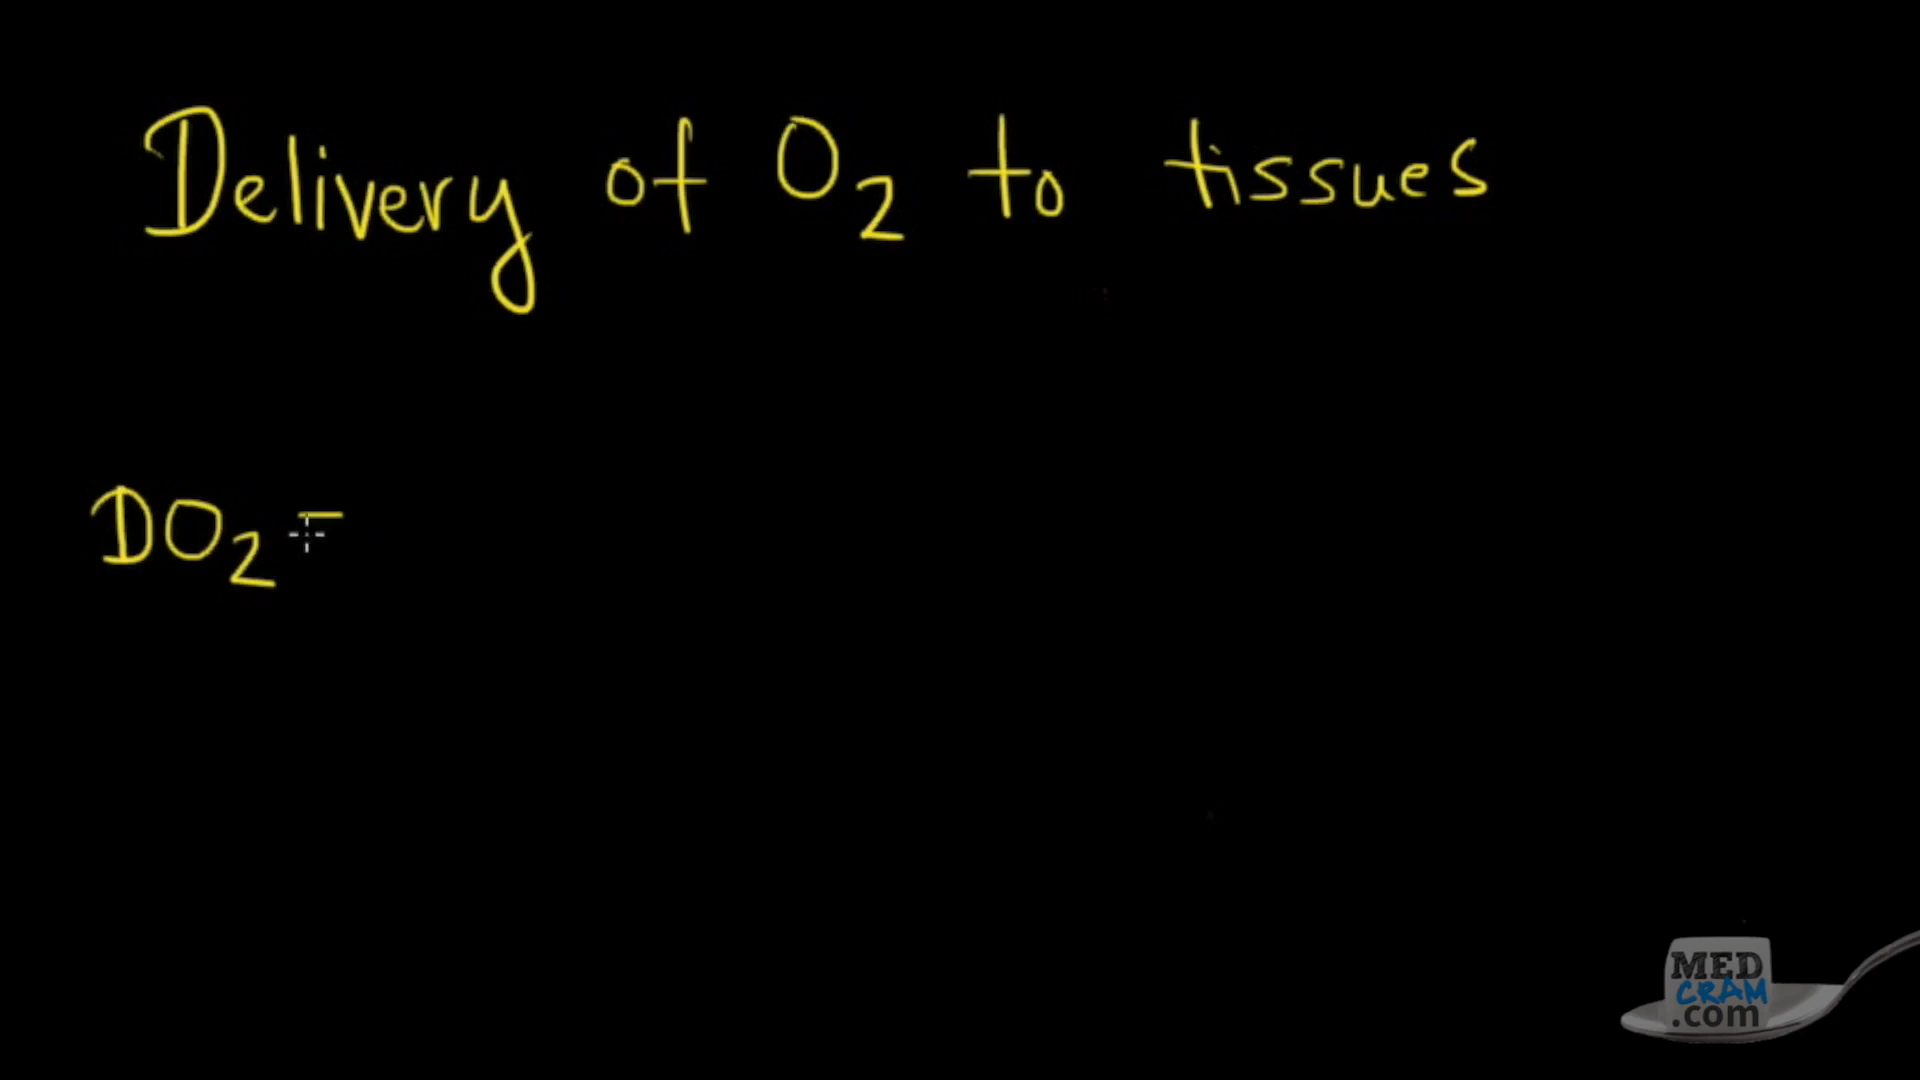 Delivery of O₂ to tissues
DO₂ =
MED
CRAM
.com